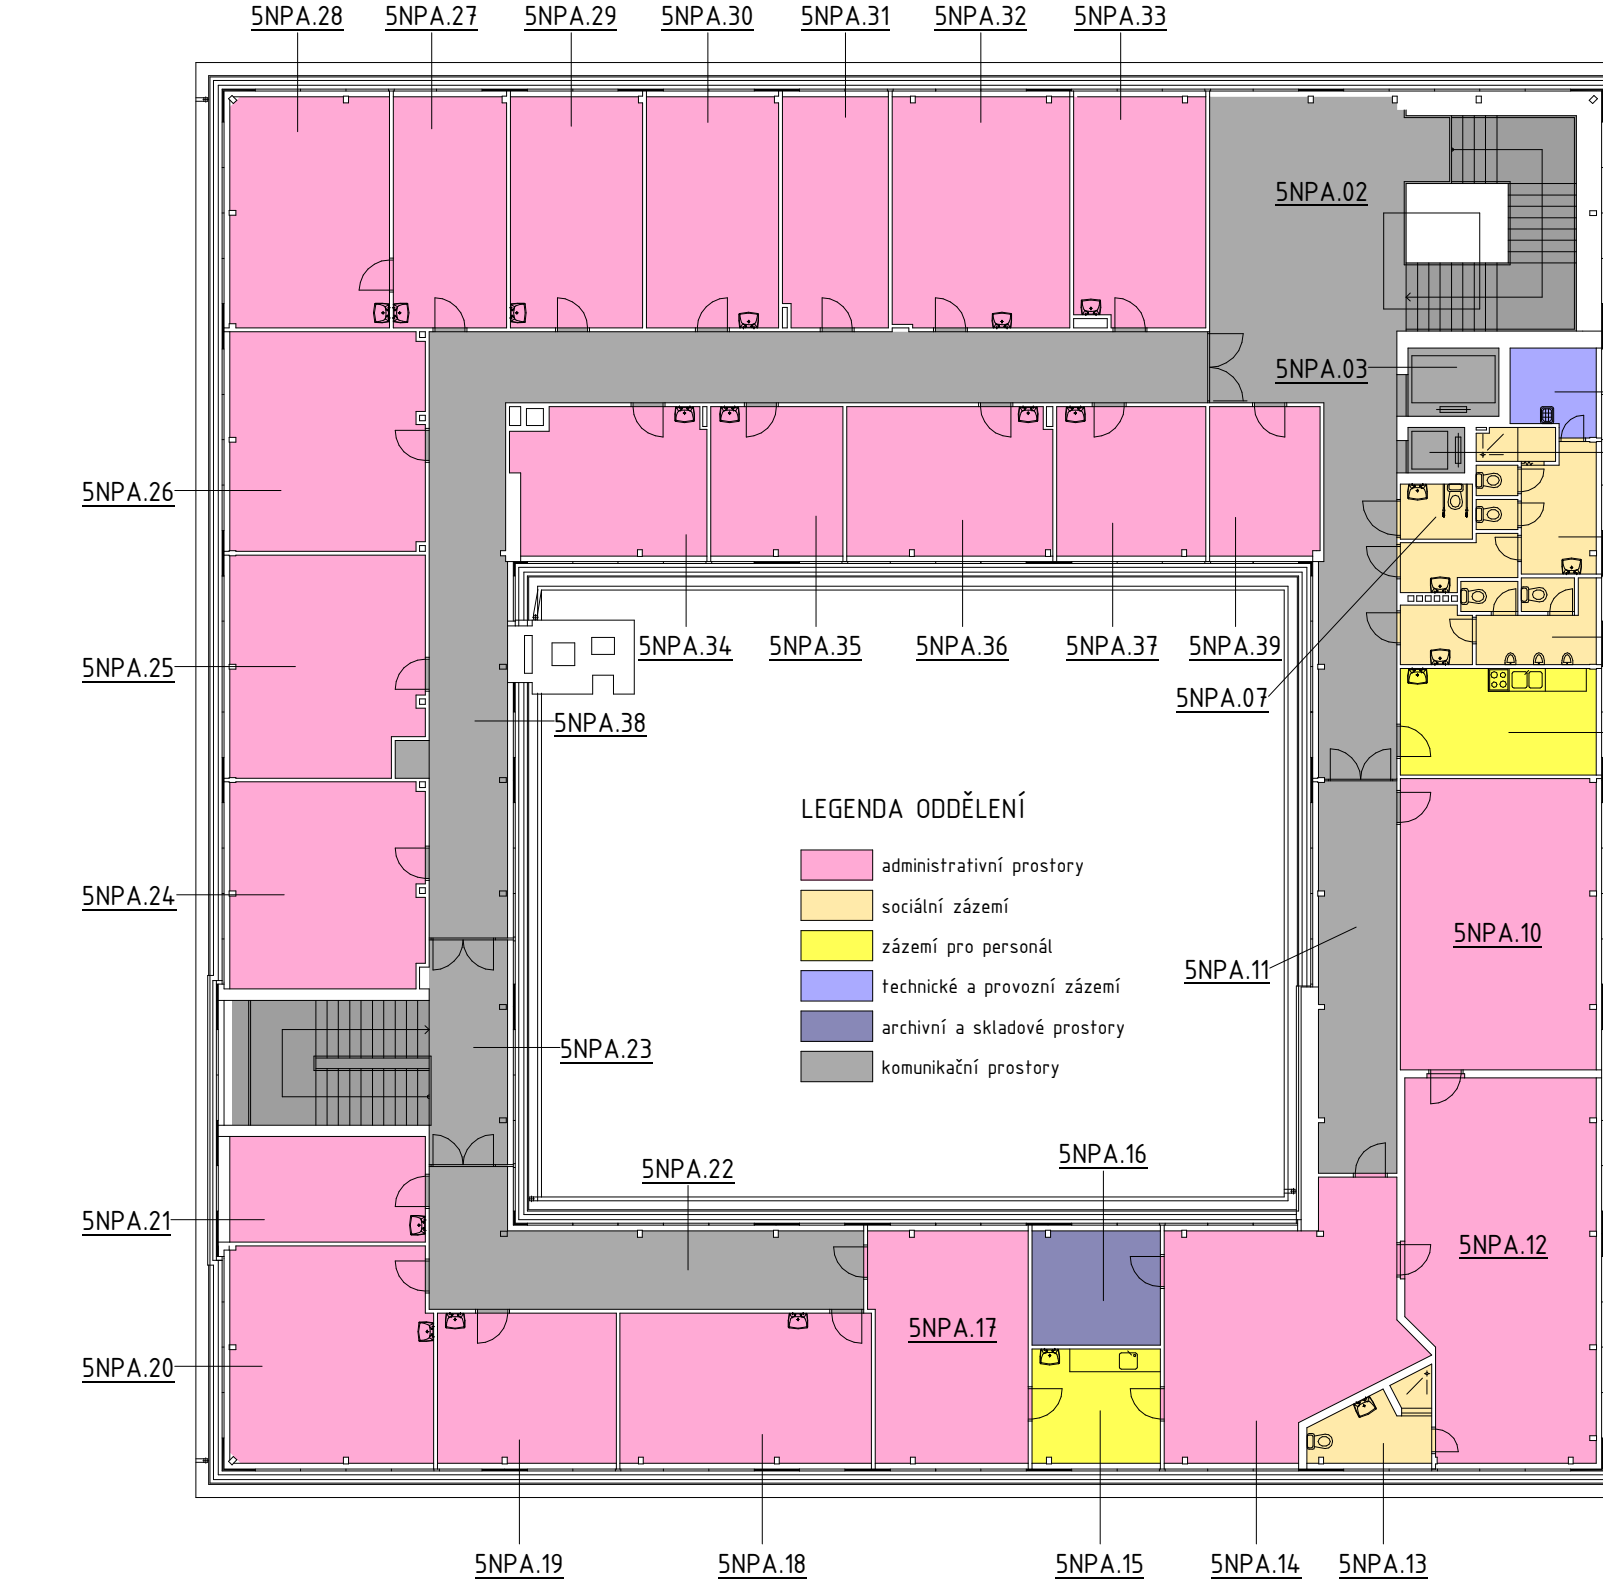 5NPA.28 5NPA.27 5NPA.29 5NPA.30 5NPA.31 5NPA.32 5NPA.33
5NPA.02
5NPA.03
5NPA.26
5NPA.34 5NPA.35 5NPA.36 5NPA.37 5NPA.39
5NPA.25
5NPA.07
5NPA.38
LEGENDA ODDĚLENÍ
administrativní prostory
5NPA.24
sociální zázemí
5NPA.10
zázemí pro personál
5NPA.11
technické a provozní zázemí
archivní a skladové prostory
5NPA.23
komunikační prostory
5NPA.16
5NPA.22
5NPA.21
5NPA.12
5NPA.17
5NPA.20
5NPA.19 5NPA.18 5NPA.15 5NPA.14 5NPA.13